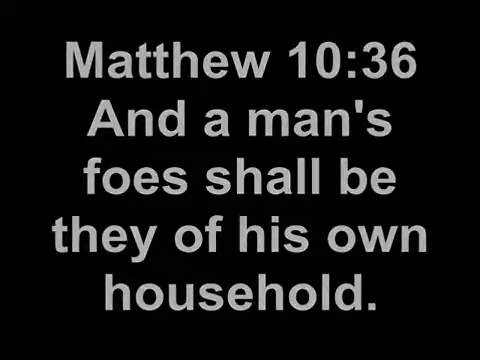 Matthew 10:36
And a man's
foes shall be
they of his own
household.